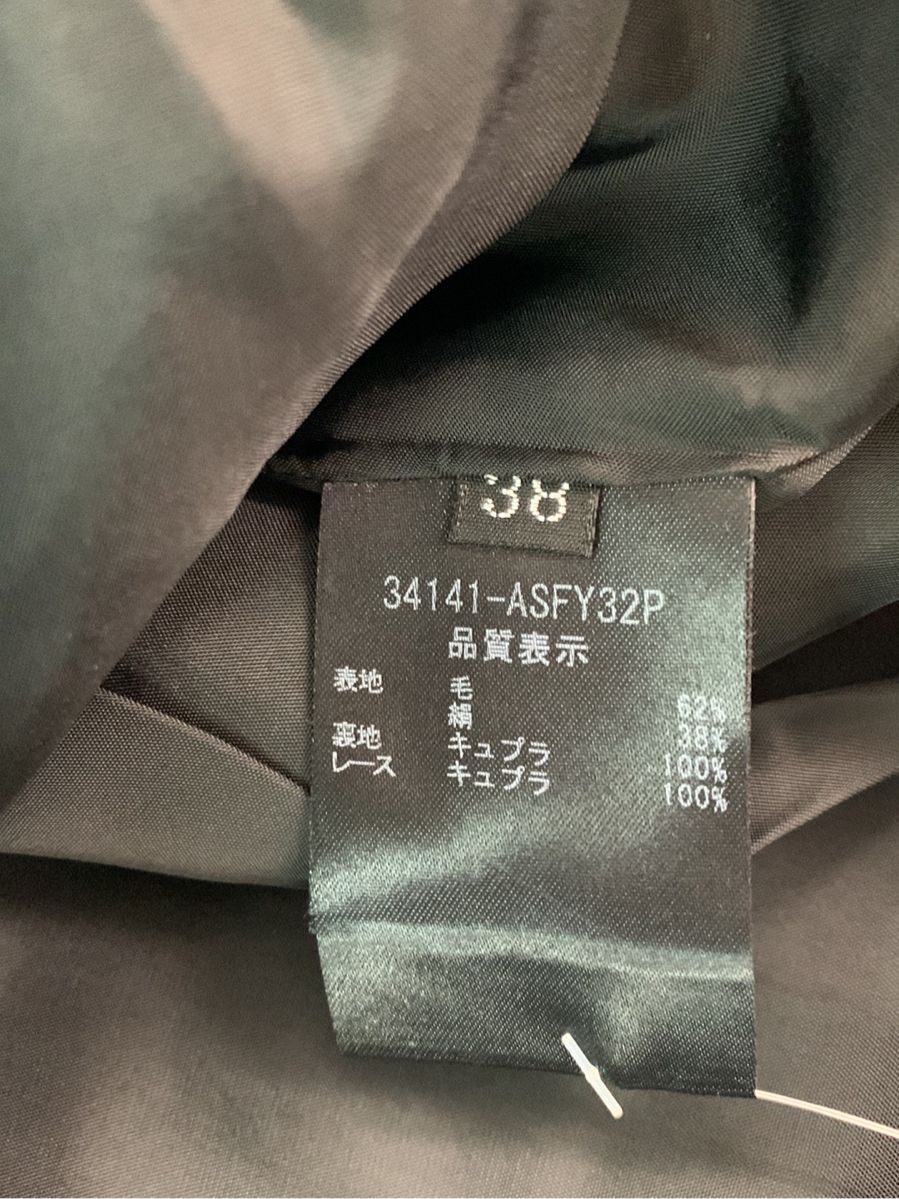 38
34141-ASFY32P
品質表示
表地 毛 62%
絹 38%
裏地 キュプラ 100%
レース キュプラ 100%